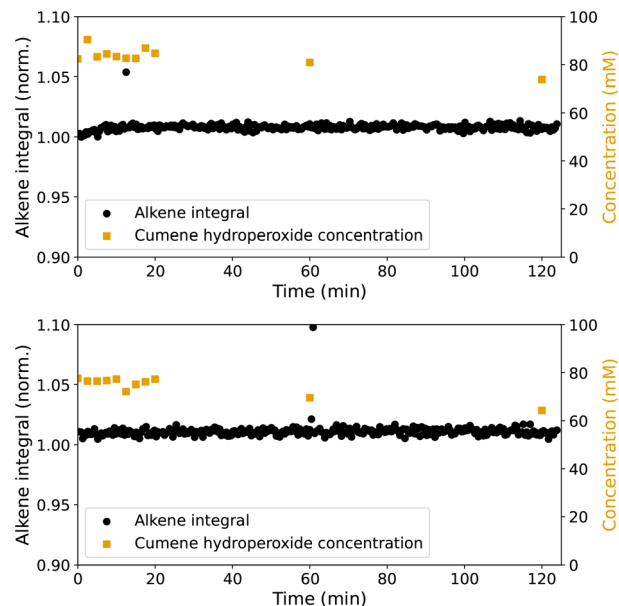 1.10
1.05
1.00
0.95
0.90
Alkene integral (norm.)
100
80
60
40
20
0
Concentration (mM)
Alkene integral
Cumene hydroperoxide concentration
0 20 40 60 80 100 120
Time (min)
1.10
1.05
1.00
0.95
0.90
Alkene integral (norm.)
100
80
60
40
20
0
Concentration (mM)
Alkene integral
Cumene hydroperoxide concentration
0 20 40 60 80 100 120
Time (min)